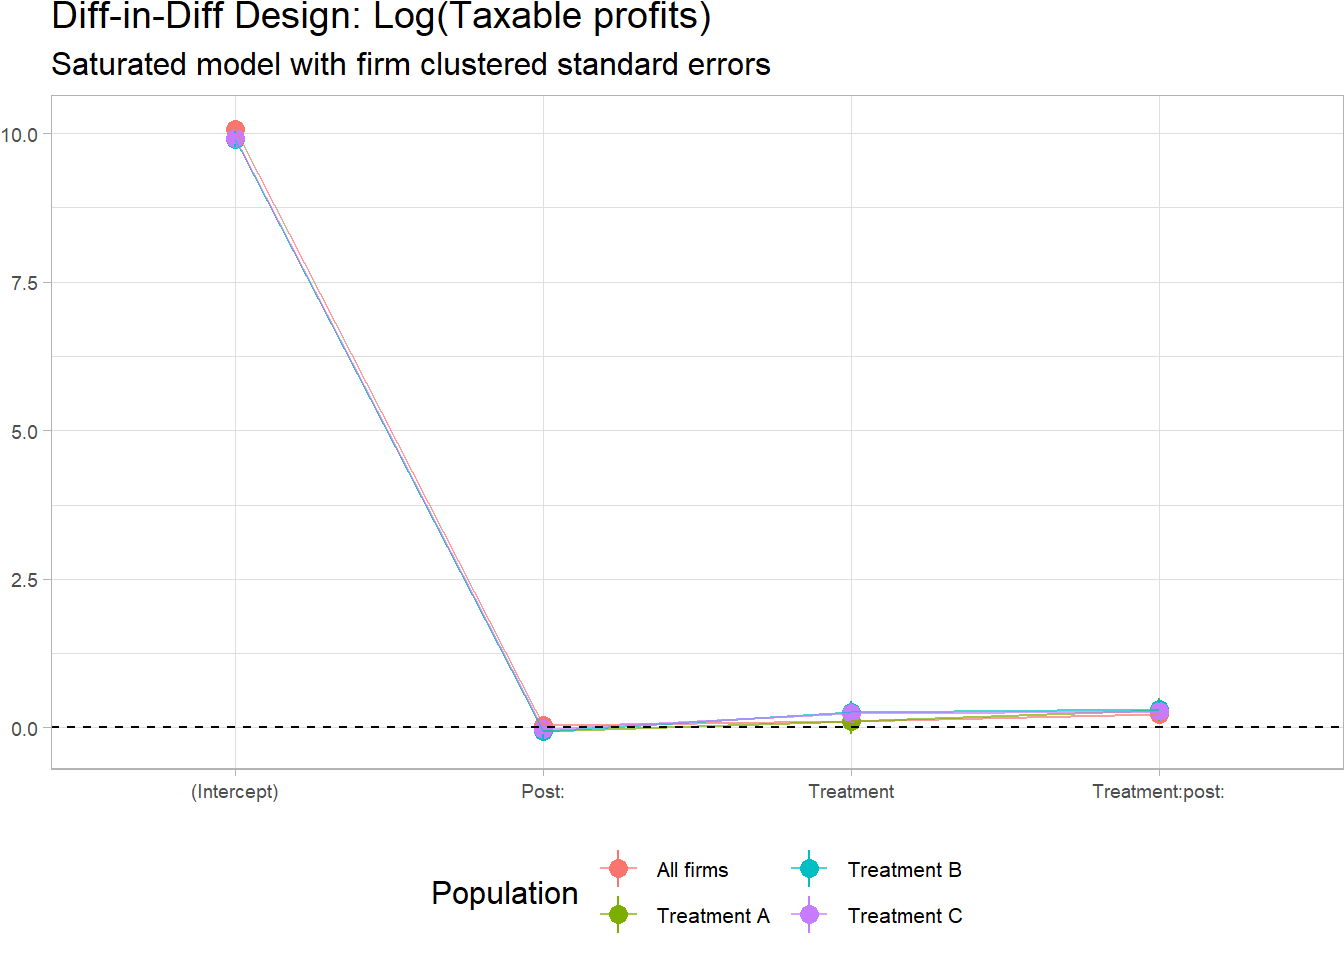 Diff-in-Diff Design: Log(Taxable profits)
Saturated model with firm clustered standard errors
10.0
7.5
5.0
2.5
0.0
(Intercept)
Post:
Treatment
Treatment:post:
Population
All firms
Treatment B
Treatment A
Treatment C